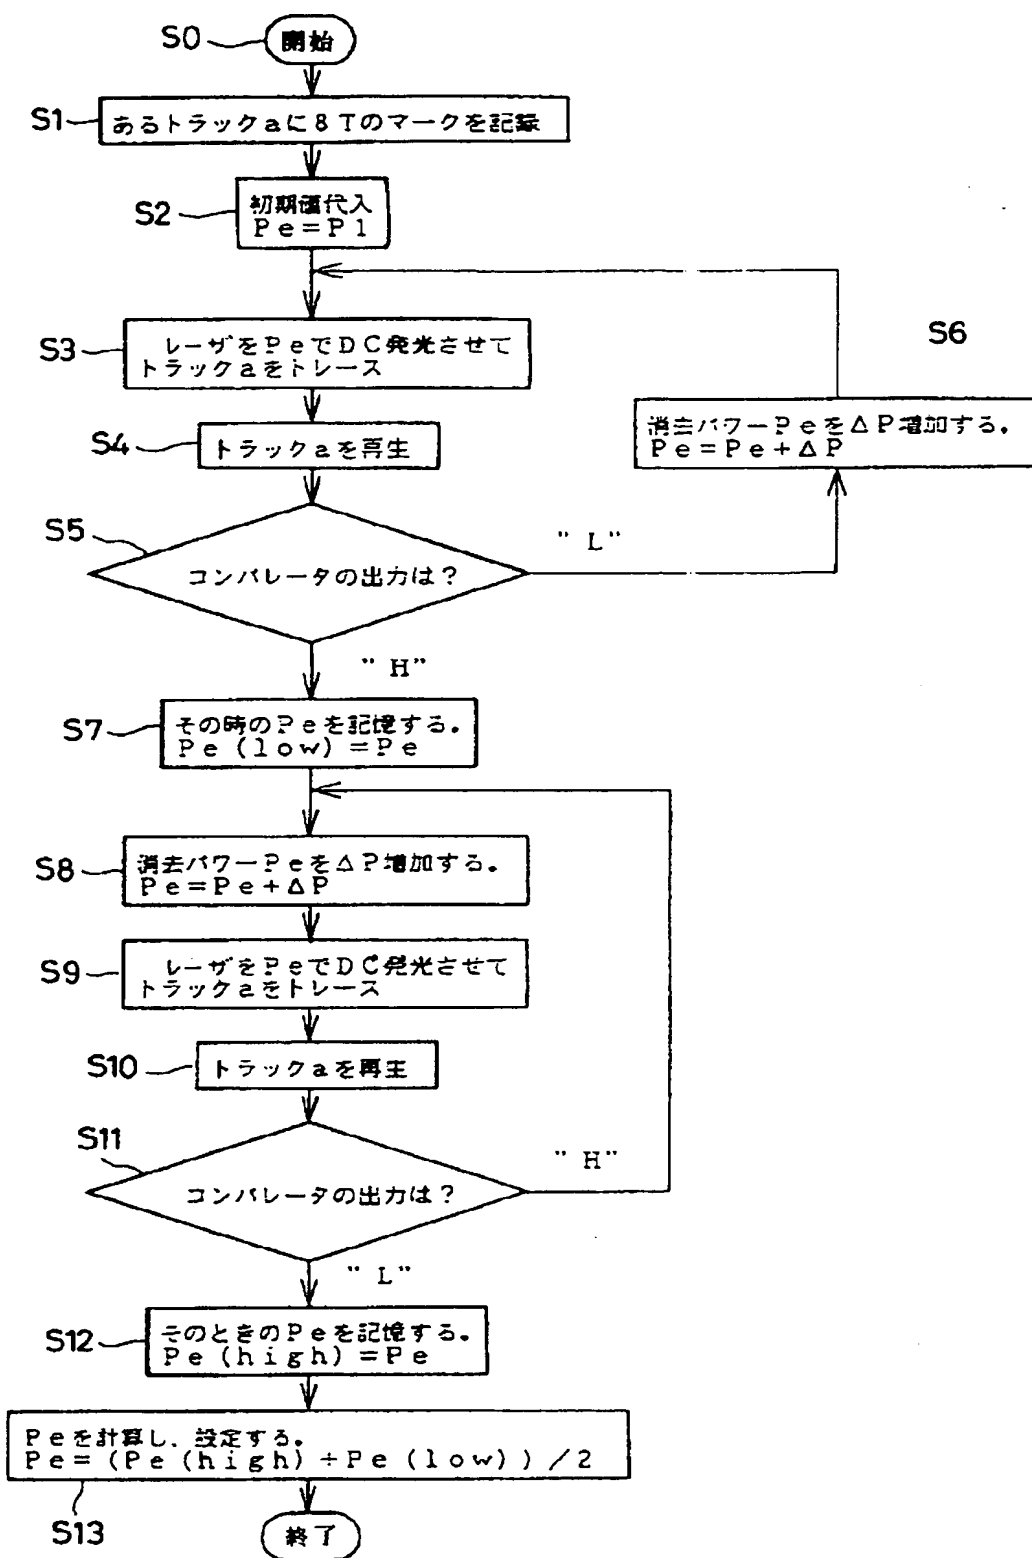 S0
開始
S1
あるトラックaに8Tのマークを記録
S2
初期値代入
Pe=P1
S3
レーザをPeでDC発光させて
トラックaをトレース
S4
トラックaを再生
S5
コンパレータの出力は？
"L"
S6
消去パワーPeをΔP増加する。
Pe=Pe+ΔP
"H"
S7
その時のPeを記憶する。
Pe(low)=Pe
S8
消去パワーPeをΔP増加する。
Pe=Pe+ΔP
S9
レーザをPeでDC発光させて
トラックaをトレース
S10
トラックaを再生
S11
コンパレータの出力は？
"H"
"L"
S12
そのときのPeを記憶する。
Pe(high)=Pe
Peを計算し、設定する。
Pe=(Pe(high)+Pe(low))/2
S13
終了